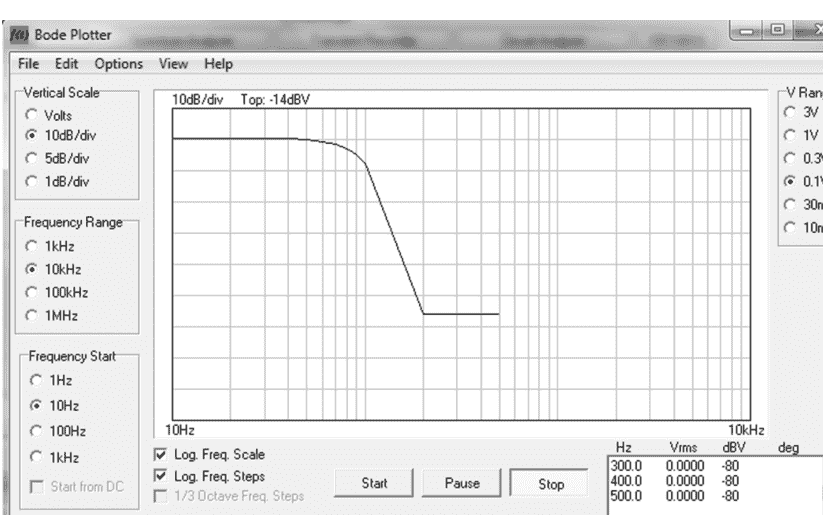 f(t) Bode Plotter
File Edit Options View Help
Vertical Scale
Volts
10dB/div
5dB/div
1dB/div
Frequency Range
1kHz
10kHz
100kHz
1MHz
Frequency Start
1Hz
10Hz
100Hz
1kHz
Start from DC
10dB/div Top: -14dBV
10Hz 10kHz
Log. Freq. Scale
Log. Freq. Steps
1/3 Octave Freq. Steps
Start Pause Stop
Hz Vrms dBV deg
300.0 0.0000 -80
400.0 0.0000 -80
500.0 0.0000 -80
V Ran
3V
1V
0.3V
0.1V
30m
10m